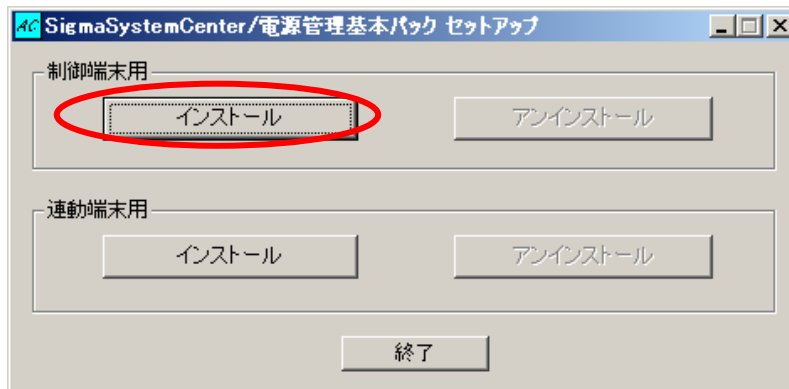 AC SigmaSystemCenter/電源管理基本パック セットアップ
制御端末用
インストール アンインストール
連動端末用
インストール アンインストール
終了